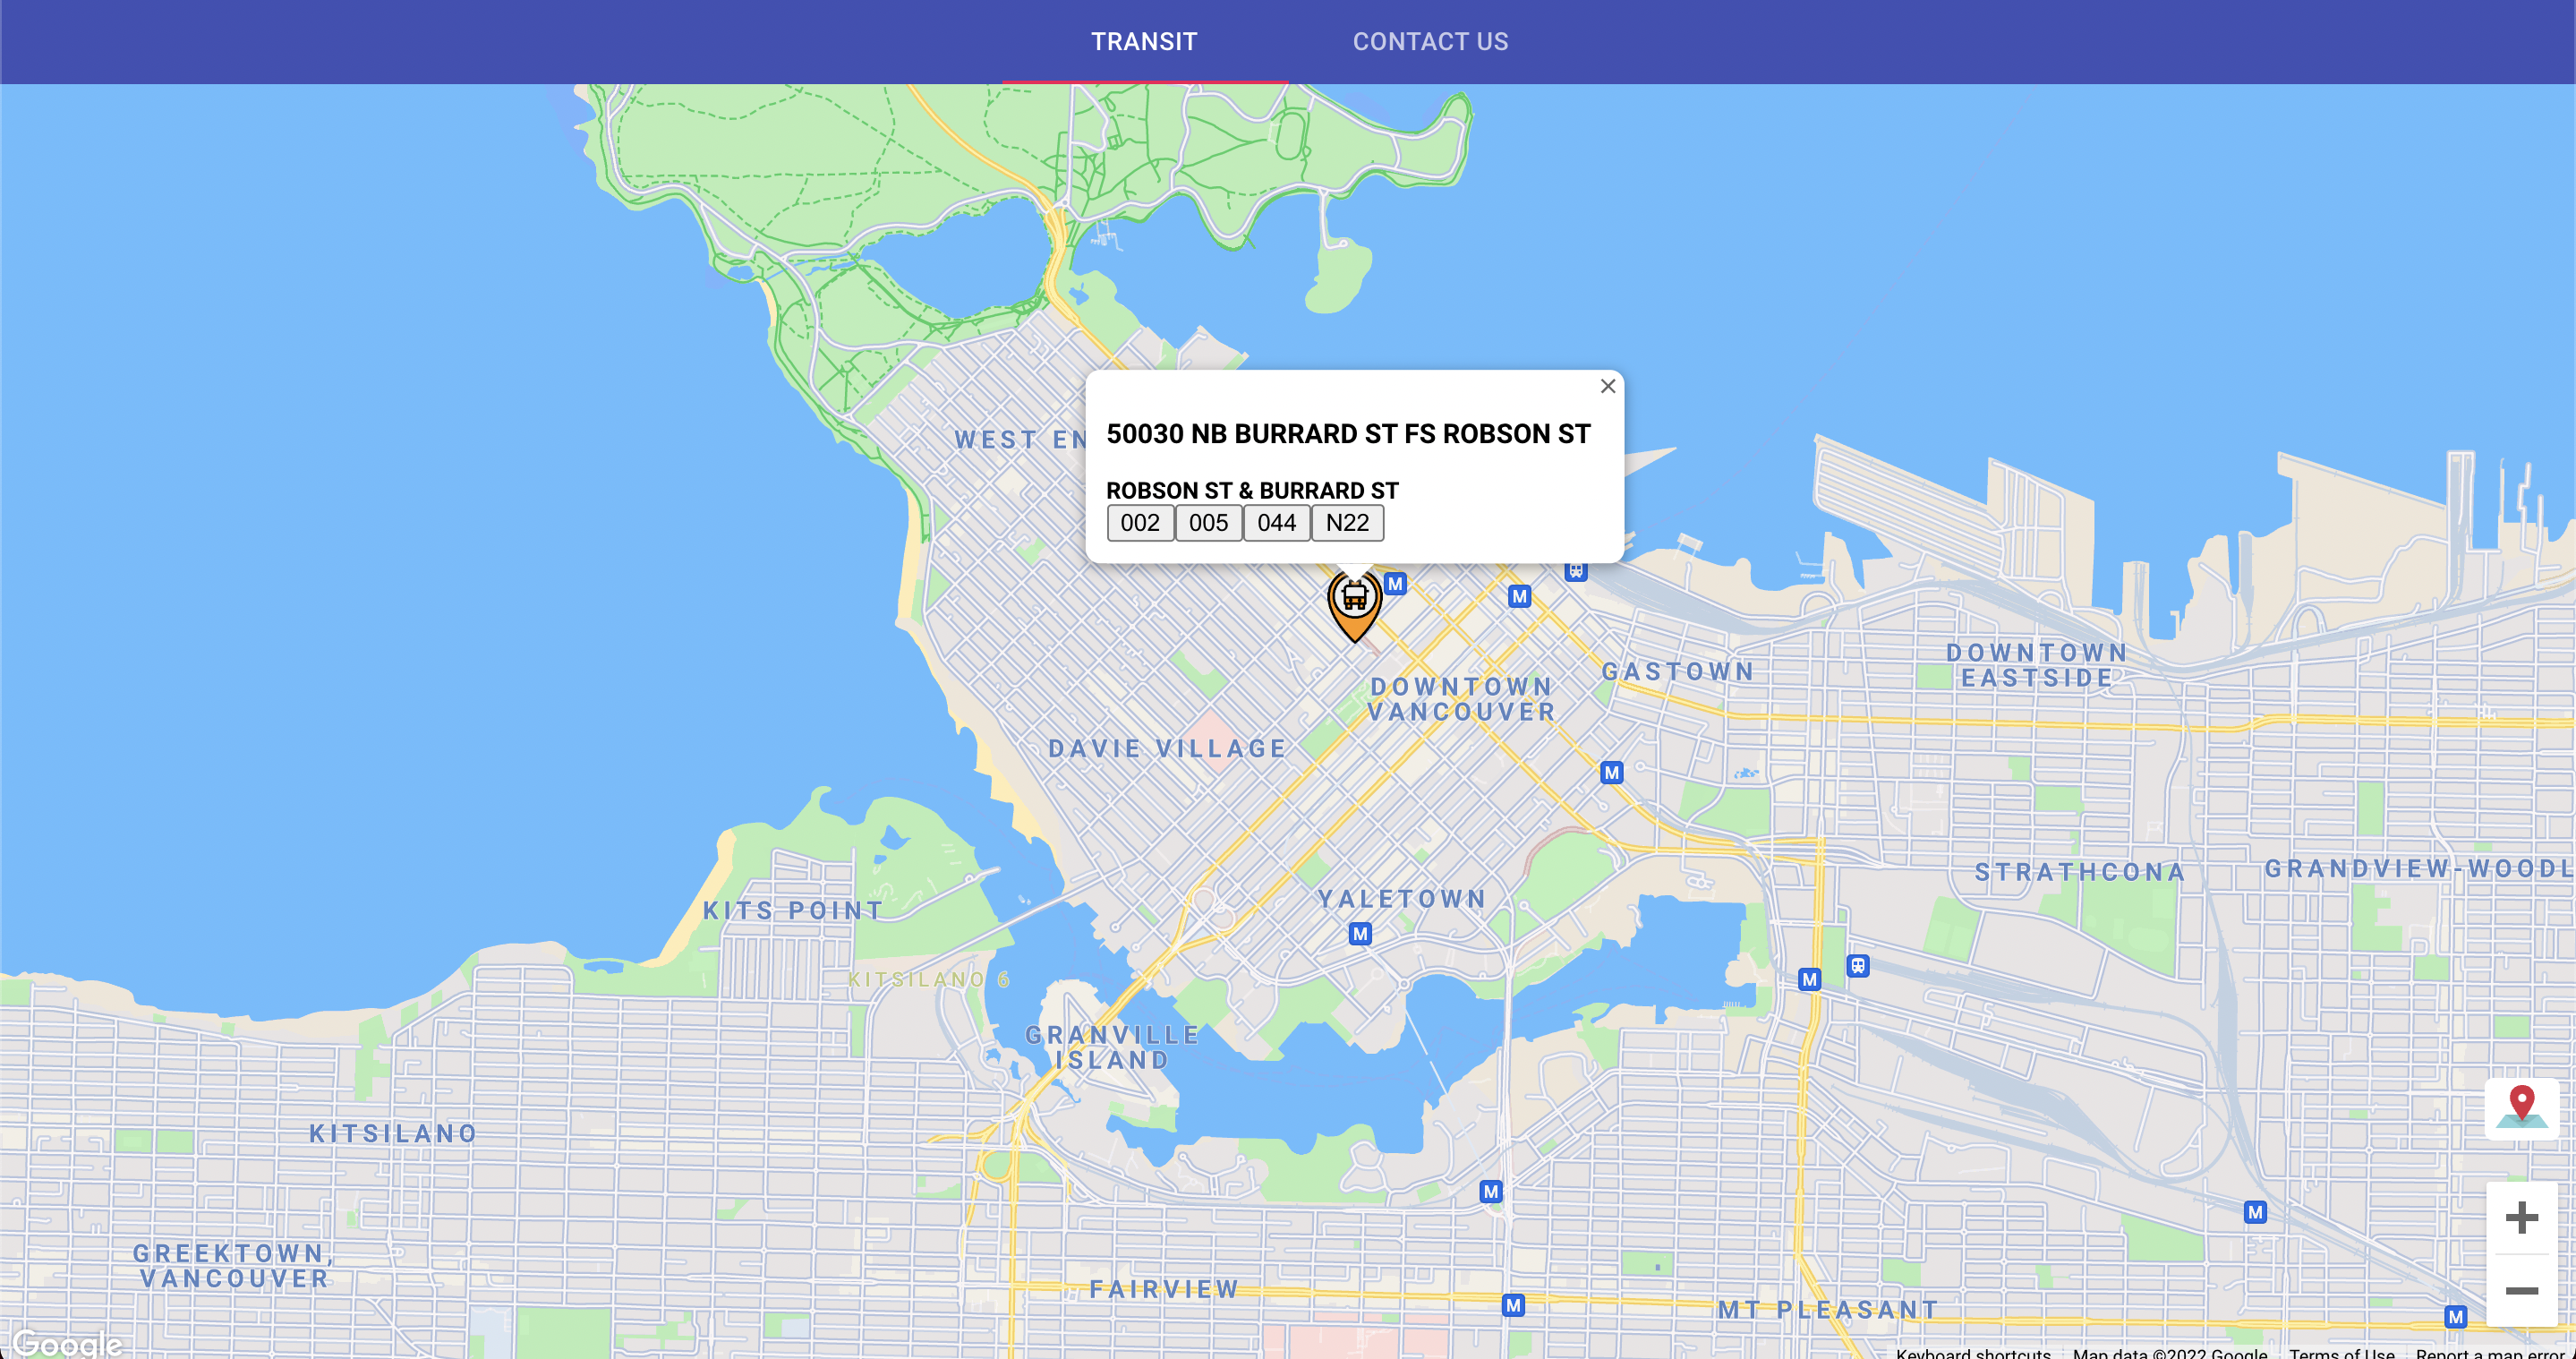 TRANSIT
CONTACT US
WEST EN
50030 NB BURRARD ST FS ROBSON ST
ROBSON ST & BURRARD ST
002 005 044 N22
M
M
GASTOWN
DOWNTOWN
EASTSIDE
DOWNTOWN
VANCOUVER
DAVIE VILLAGE
M
STRATHCONA
GRANDVIEW-WOODL
YALETOWN
KITS POINT
M
KITSILANO 6
M
GRANVILLE
ISLAND
KITSILANO
M
M
GREEKTOWN,
VANCOUVER
FAIRVIEW
M
MT PLEASANT
M
Google
Keyboard shortcuts
Map data ©2022 Google
Terms of Use
Report a map error